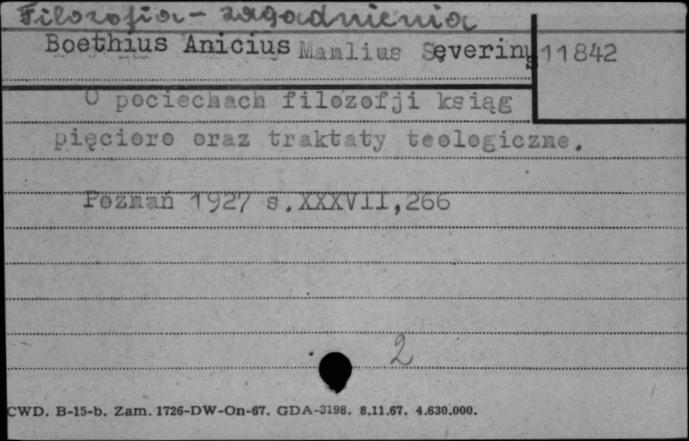 Filozofia - zagadnienia
Boethius Anicius Manlius Severinus 11842
O pociechach filozofji ksiąg
pięcioro oraz traktaty teologiczne.
Poznań 1927 s.XXXVII,266
2
CWD. B-15-b. Zam. 1726-DW-On-67. GDA-3198. 8.11.67. 4.630.000.